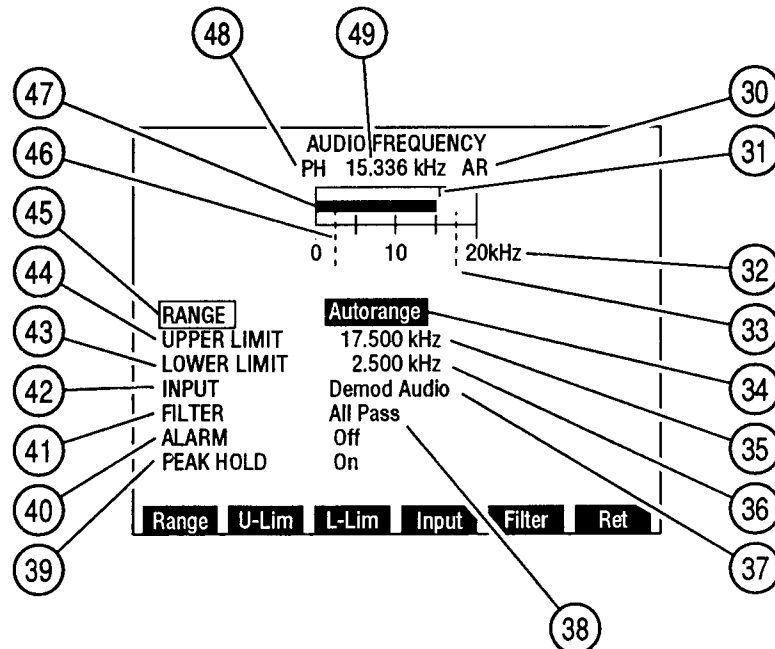 48 49
47 30
AUDIO FREQUENCY
46 PH 15.336 kHz AR 31
45 0 10 20kHz 32
44 33
RANGE Autorange
43 UPPER LIMIT 17.500 kHz 34
LOWER LIMIT 2.500 kHz
42 INPUT Demod Audio 35
41 FILTER All Pass
ALARM Off 36
40 PEAK HOLD On
Range U-Lim L-Lim Input Filter Ret
39 37
38